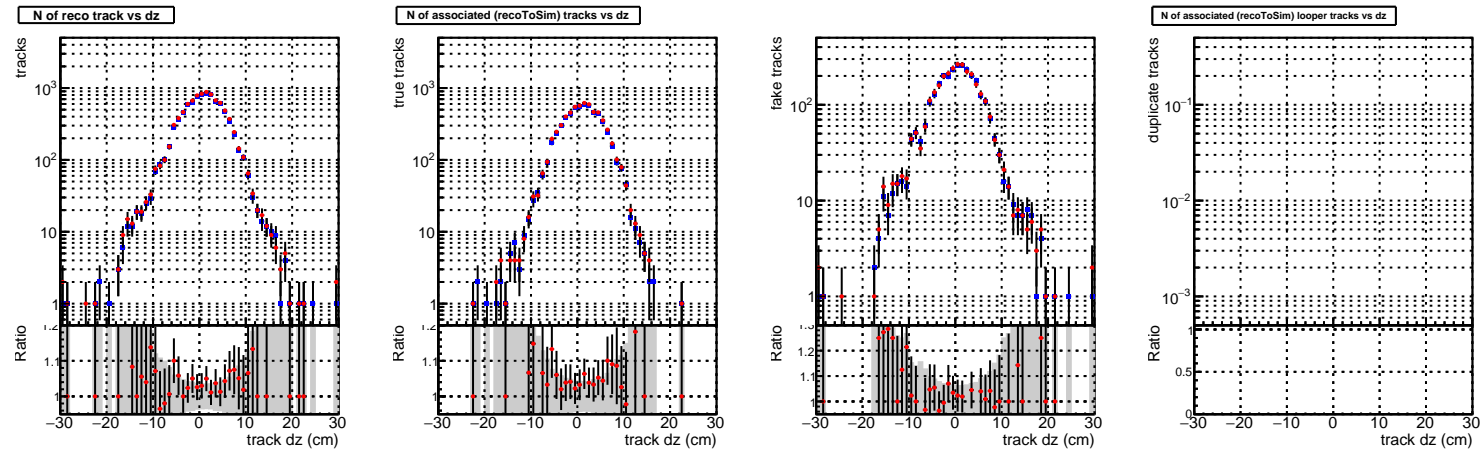 N of reco track vs dz
tracks
10³
10²
10
1
Ratio
1.2
1.1
1
−30 −20 −10 0 10 20 30
track dz (cm)
N of associated (recoToSim) tracks vs dz
true tracks
10³
10²
10
1
Ratio
1.2
1.1
1
−30 −20 −10 0 10 20 30
track dz (cm)
fake tracks
10²
10
1
Ratio
1.3
1.2
1.1
1
−30 −20 −10 0 10 20 30
track dz (cm)
N of associated (recoToSim) looper tracks vs dz
duplicate tracks
10⁻¹
10⁻²
10⁻³
Ratio
1
0.5
0
−30 −20 −10 0 10 20 30
track dz (cm)